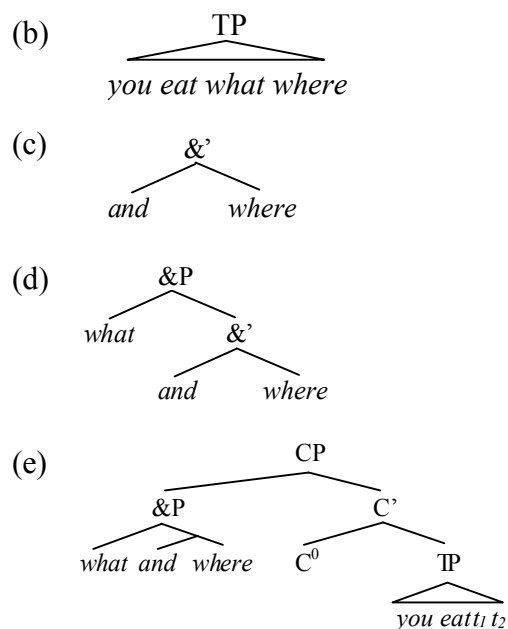 (b) TP
you eat what where
(c) &’
and where
(d) &P
what &’
and where
(e) CP
&P C’
what and where C⁰ TP
you eat t₁ t₂